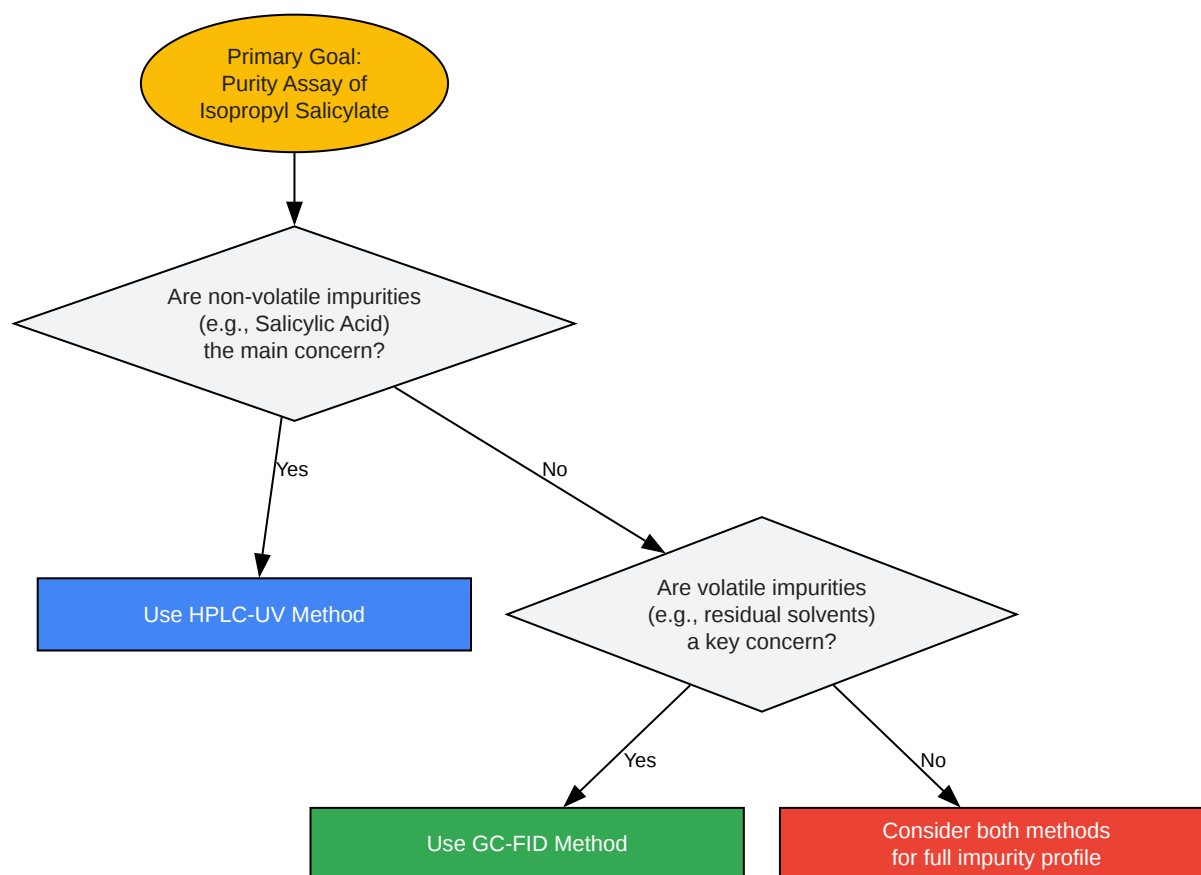 Primary Goal:
Purity Assay of
Isopropyl Salicylate
Are non-volatile impurities
(e.g., Salicylic Acid)
the main concern?
Yes
No
Use HPLC-UV Method
Are volatile impurities
(e.g., residual solvents)
a key concern?
Yes
No
Use GC-FID Method
Consider both methods
for full impurity profile